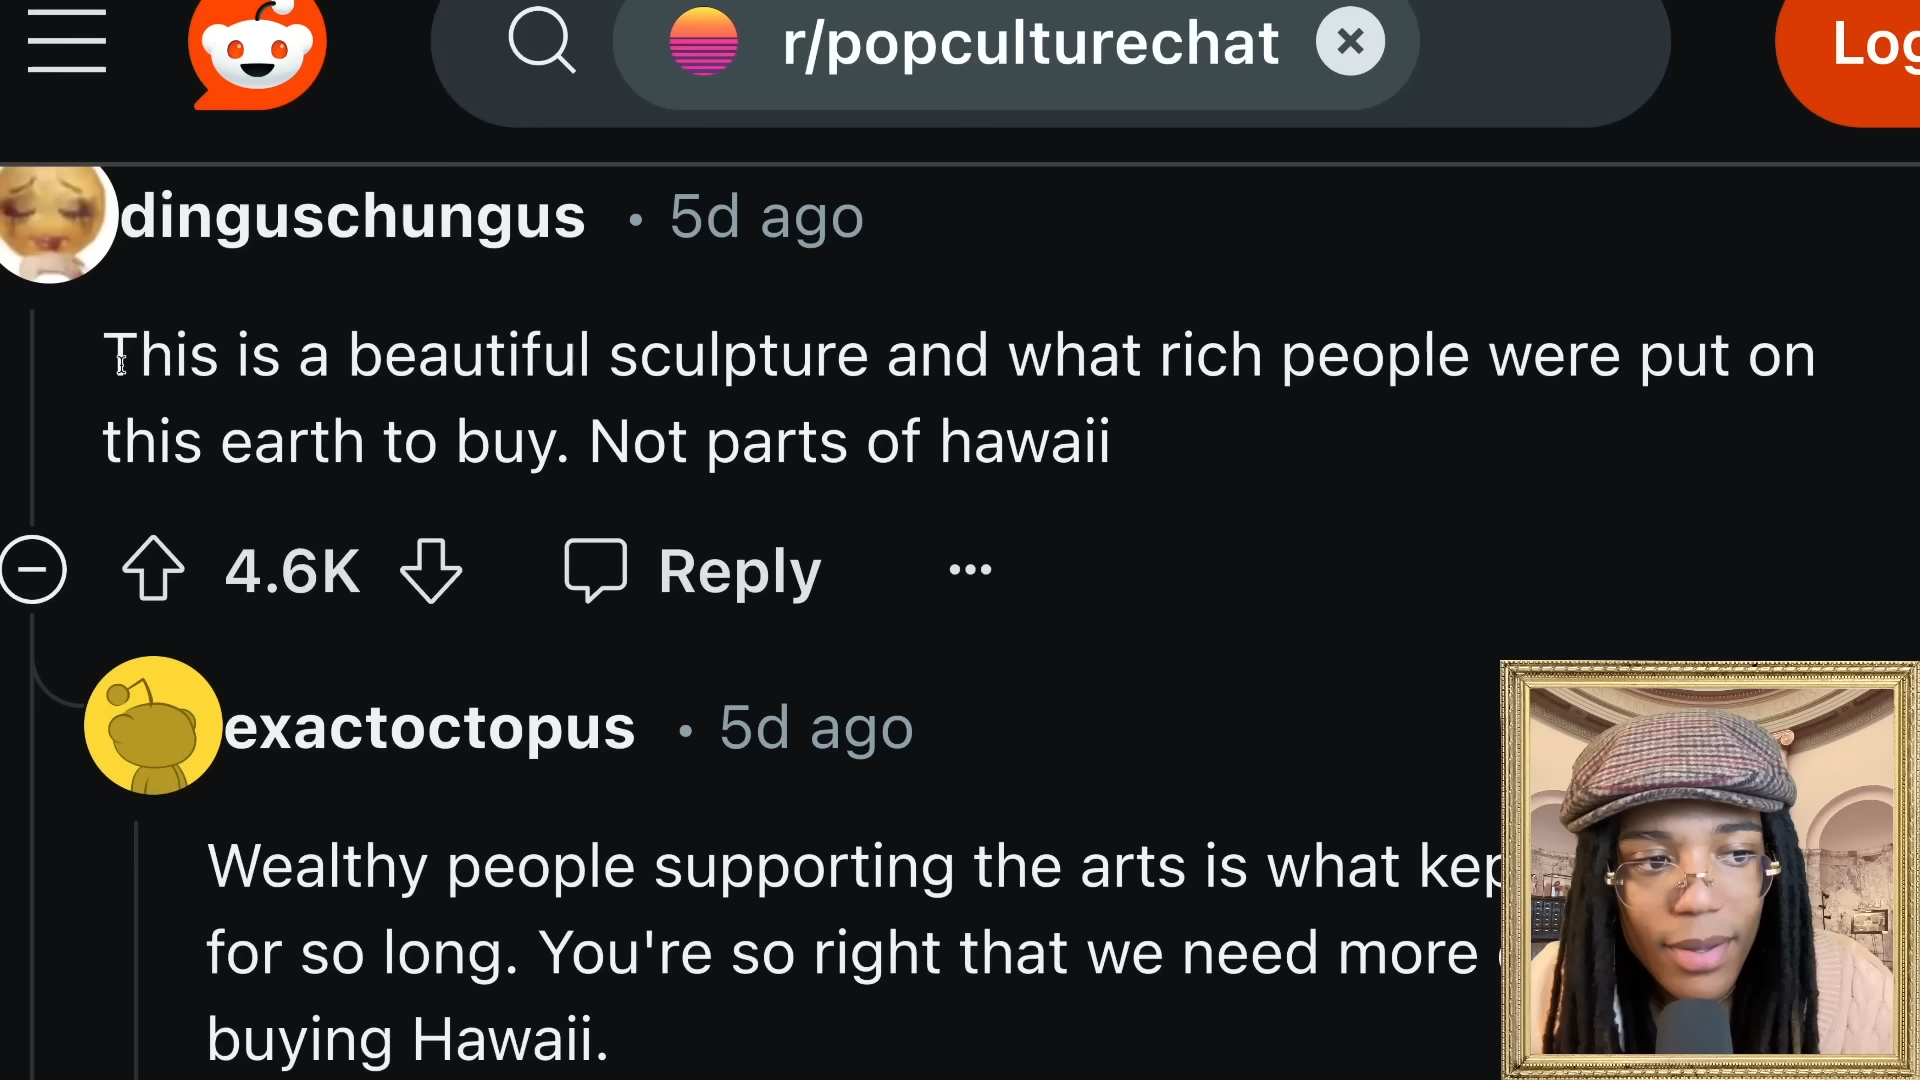 r/popculturechat
Log
dinguschungus • 5d ago
This is a beautiful sculpture and what rich people were put on
this earth to buy. Not parts of hawaii
4.6K Reply
exactoctopus • 5d ago
Wealthy people supporting the arts is what
for so long. You're so right that we need more
buying Hawaii.